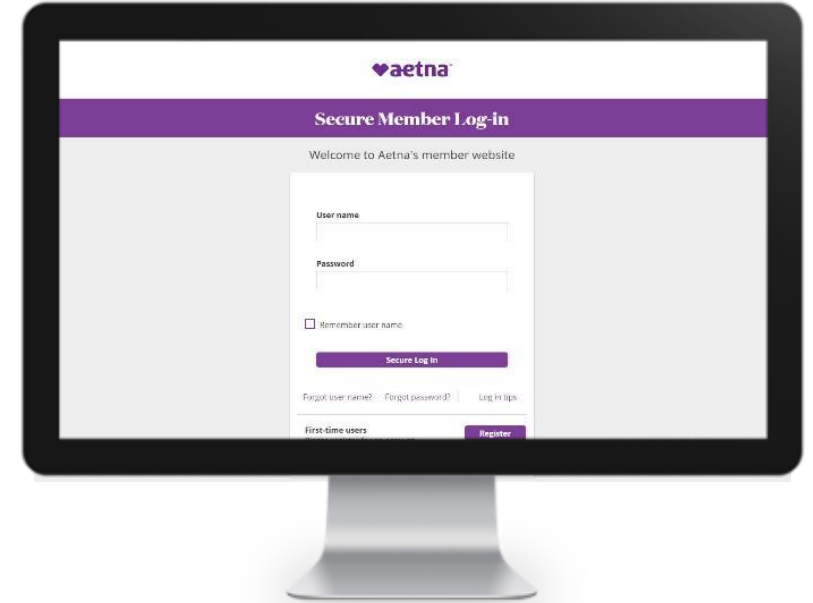 aetna
Secure Member Log-in
Welcome to Aetna's member website
User name
Password
Remember user name
Secure Log In
Forgot user name? Forgot password? Log in tips
First-time users
Register